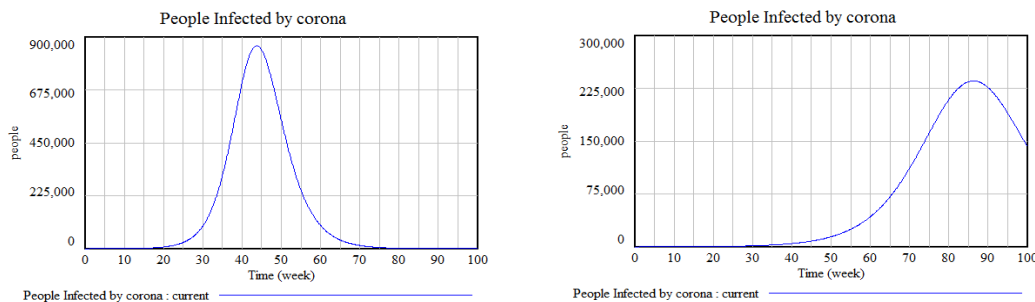 People Infected by corona
900,000
675,000
450,000
225,000
0
people
0 10 20 30 40 50 60 70 80 90 100
Time (week)
People Infected by corona : current
People Infected by corona
300,000
225,000
150,000
75,000
0
people
0 10 20 30 40 50 60 70 80 90 100
Time (week)
People Infected by corona : current